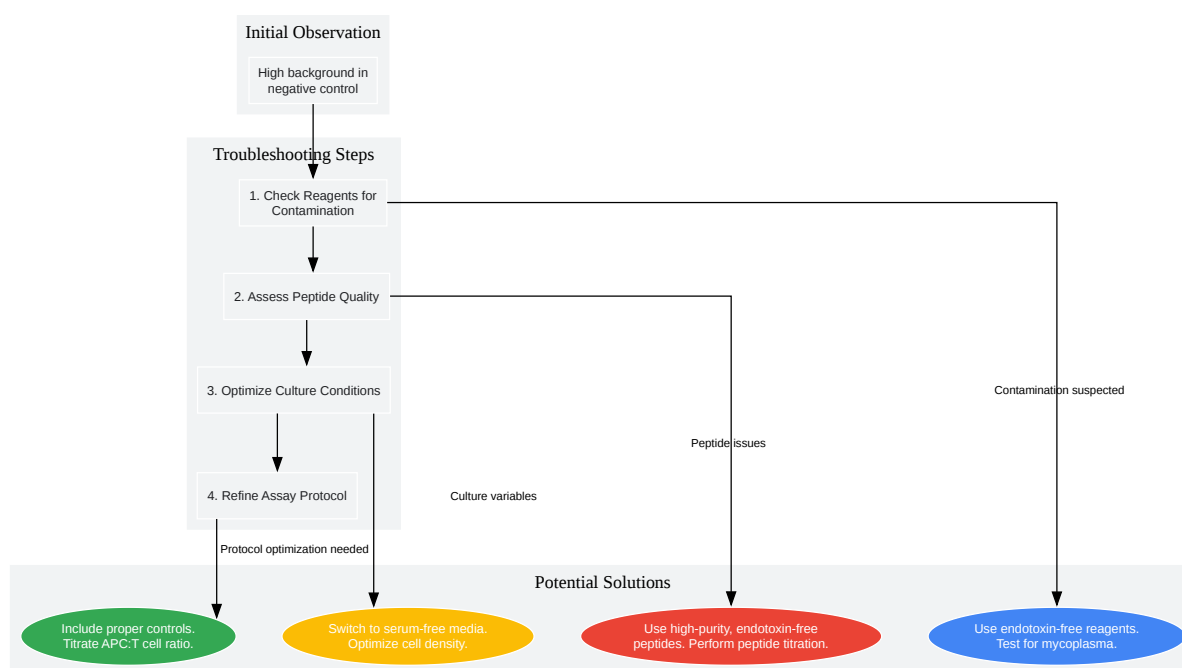 Initial Observation
High background in
negative control
Troubleshooting Steps
1. Check Reagents for
Contamination
2. Assess Peptide Quality
3. Optimize Culture Conditions
Contamination suspected
Peptide issues
4. Refine Assay Protocol
Culture variables
Protocol optimization needed
Potential Solutions
Include proper controls.
Titrate APC:T cell ratio.
Switch to serum-free media.
Optimize cell density.
Use high-purity, endotoxin-free
peptides. Perform peptide titration.
Use endotoxin-free reagents.
Test for mycoplasma.